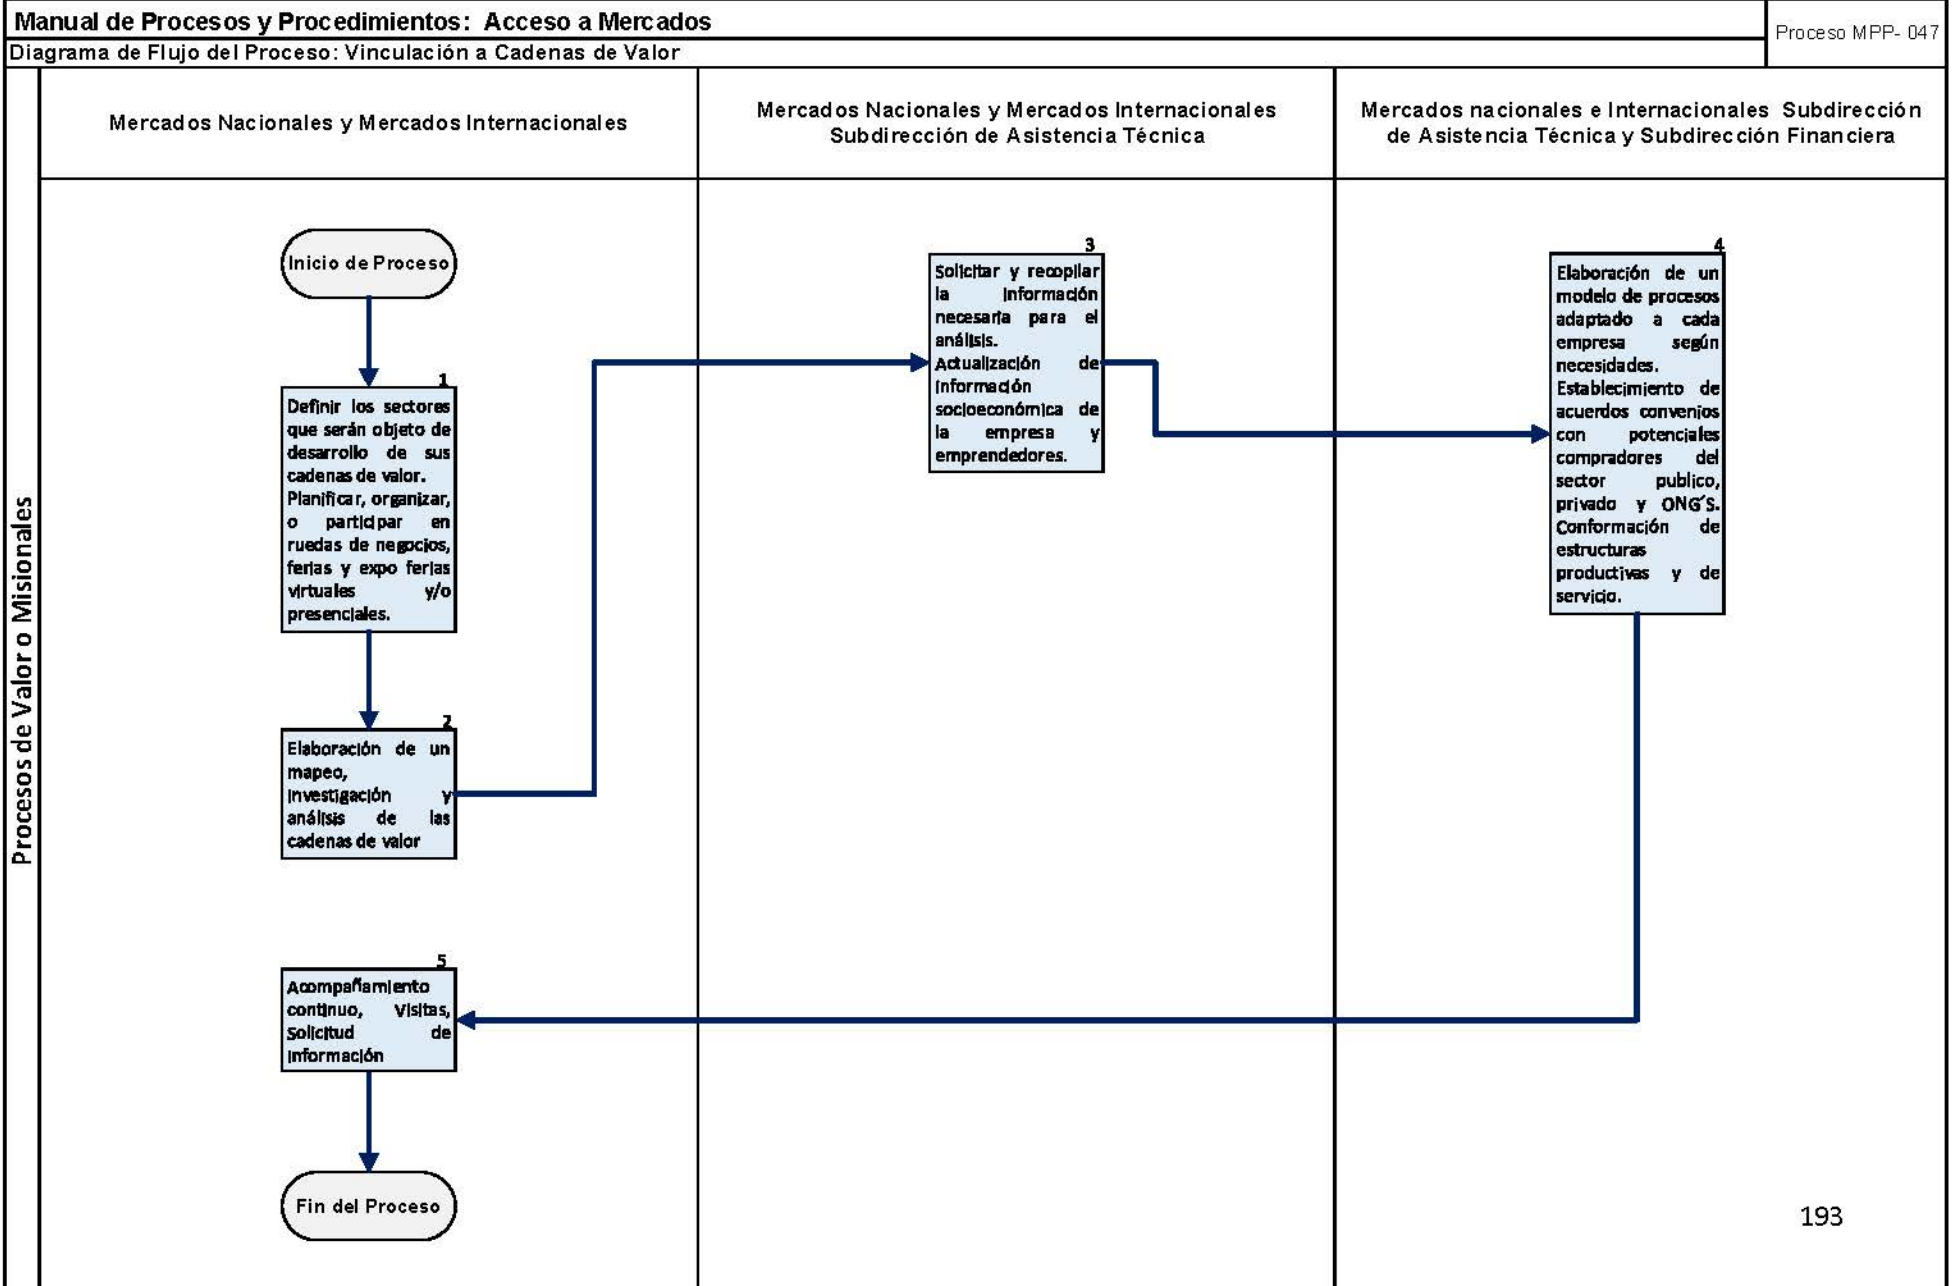 Manual de Procesos y Procedimientos: Acceso a Mercados
Proceso MPP- 047
Diagrama de Flujo del Proceso: Vinculación a Cadenas de Valor
Procesos de Valor o Misionales
Mercados Nacionales y Mercados Internacionales
Mercados Nacionales y Mercados Internacionales
Subdirección de Asistencia Técnica
Mercados nacionales e Internacionales Subdirección
de Asistencia Técnica y Subdirección Financiera
Inicio de Proceso
1
Definir los sectores
que serán objeto de
desarrollo de sus
cadenas de valor.
Planificar, organizar,
o participar en
ruedas de negocios,
ferias y expo ferias
virtuales y/o
presenciales.
2
Elaboración de un
mapeo,
Investigación y
análisis de las
cadenas de valor
3
Solicitar y recopilar
la Información
necesaria para el
análisis.
Actualización de
Información
socioeconómica de
la empresa y
emprendedores.
4
Elaboración de un
modelo de procesos
adaptado a cada
empresa según
necesidades.
Establecimiento de
acuerdos convenios
con potenciales
compradores del
sector publico,
privado y ONG´S.
Conformación de
estructuras
productivas y de
servicio.
5
Acompañamiento
continuo, Visitas,
Solicitud de
Información
Fin del Proceso
193